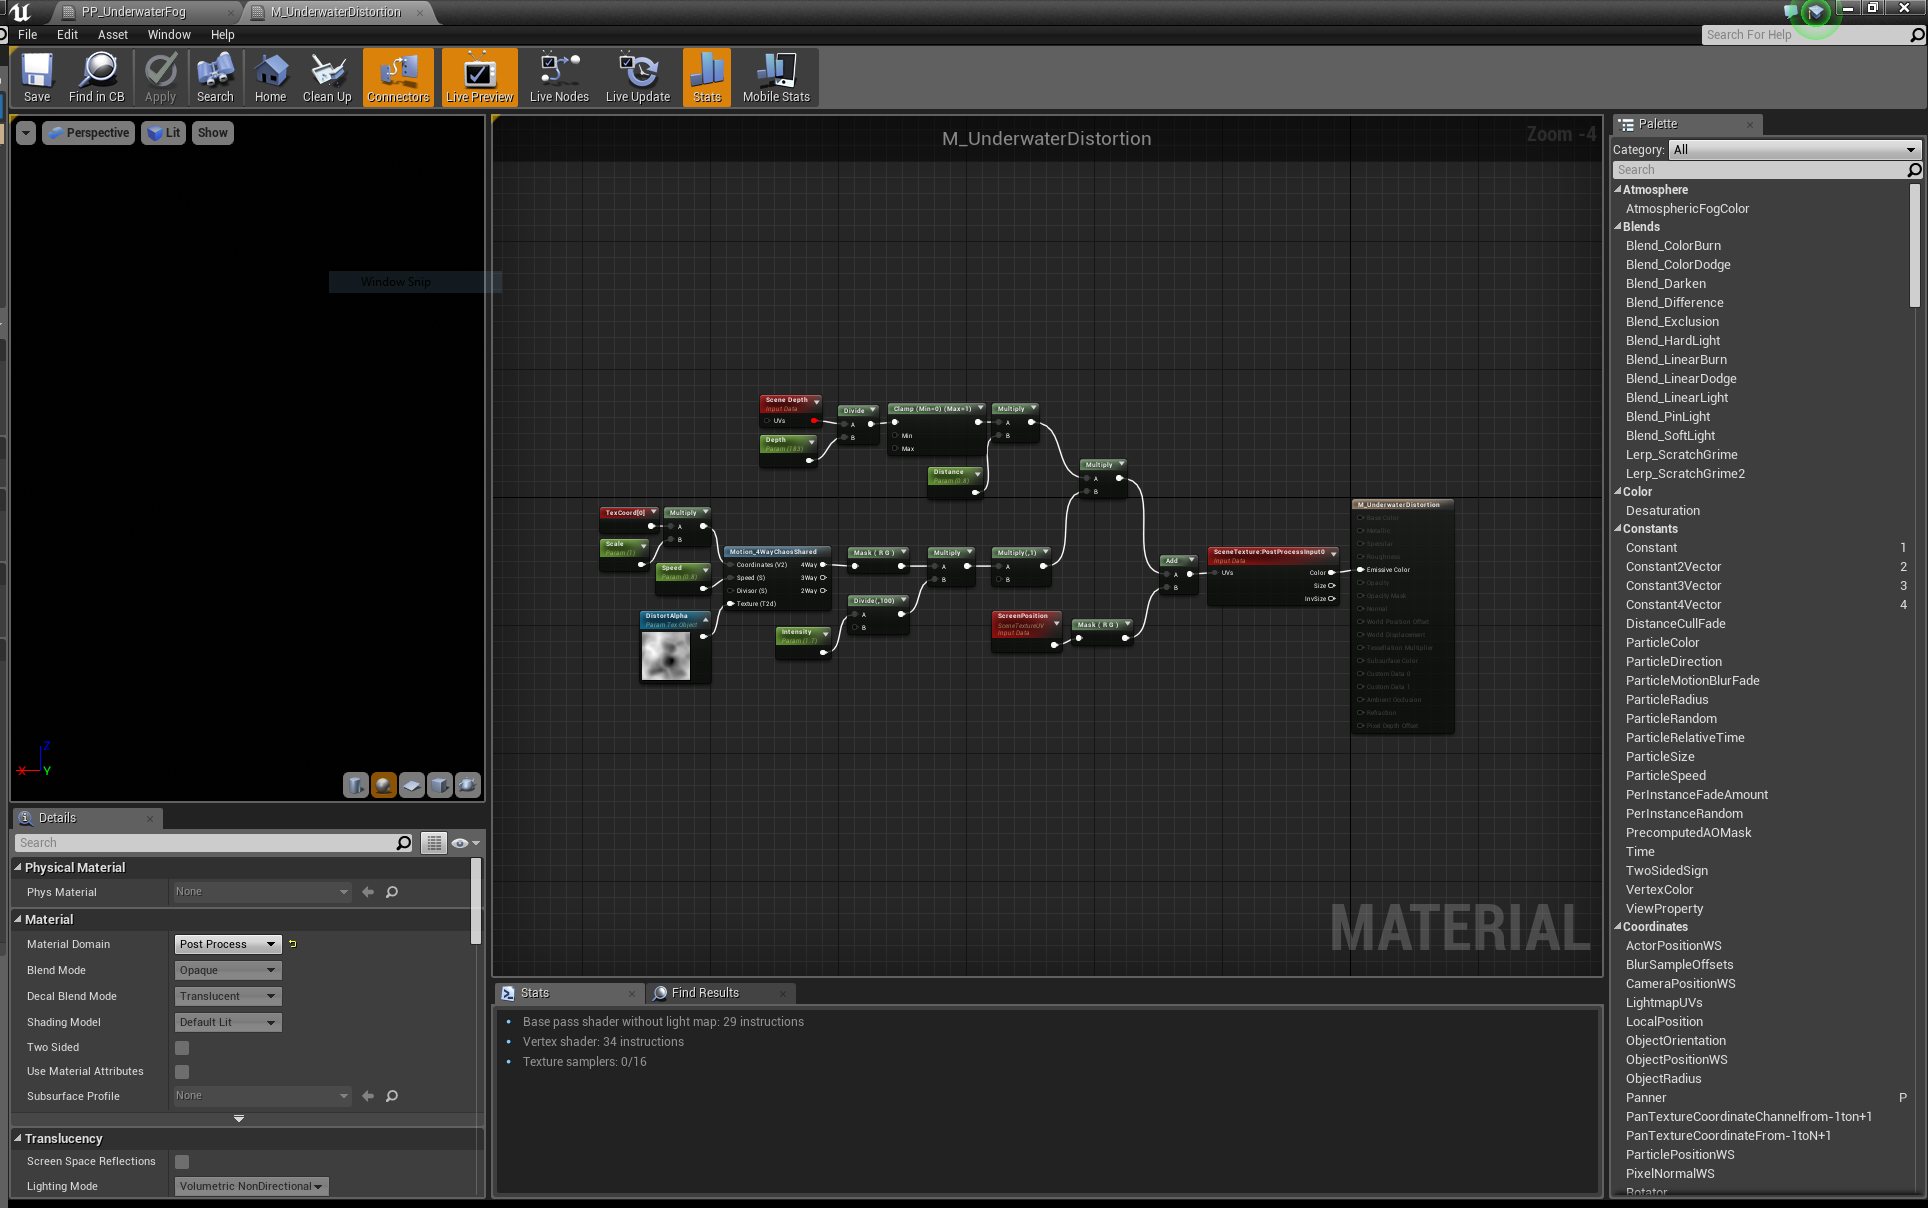 PP_UnderwaterFog
M_UnderwaterDistortion
File Edit Asset Window Help
Search For Help
Save
Find in CB
Apply
Search
Home
Clean Up
Connectors
Live Preview
Live Nodes
Live Update
Stats
Mobile Stats
Perspective
Lit
Show
Window Snip
X
Z
Y
M_UnderwaterDistortion
Zoom -4
Scene Depth
Input Data
UVs
Depth
Param (183)
Divide
A
B
Clamp (Min=0) (Max=1)
Min
Max
Multiply
A
B
Distance
Param (0.8)
Multiply
A
B
TexCoord[0]
Multiply
A
B
Scale
Param (1)
Speed
Param (0.8)
DistortAlpha
Param Tex Object
Motion_4WayChaosShared
Coordinates (V2) 4Way
Speed (S) 3Way
Divisor (S) 2Way
Texture (T2d)
Mask ( R G )
Multiply
A
B
Multiply(,1)
A
B
Divide(,100)
A
B
Intensity
Param (1.7)
ScreenPosition
SceneTextureUV
Input Data
Mask ( R G )
Add
A
B
SceneTexture:PostProcessInput0
Input Data
UVs Color
Size
InvSize
M_UnderwaterDistortion
Base Color
Metallic
Specular
Roughness
Emissive Color
Opacity
Opacity Mask
Normal
World Position Offset
World Displacement
Tessellation Multiplier
Subsurface Color
Custom Data 0
Custom Data 1
Ambient Occlusion
Refraction
Pixel Depth Offset
MATERIAL
Details
Search
Physical Material
Phys Material None
Material
Material Domain Post Process
Blend Mode Opaque
Decal Blend Mode Translucent
Shading Model Default Lit
Two Sided
Use Material Attributes
Subsurface Profile None
Translucency
Screen Space Reflections
Lighting Mode Volumetric NonDirectional
Stats
Find Results
Base pass shader without light map: 29 instructions
Vertex shader: 34 instructions
Texture samplers: 0/16
Palette
Category: All
Search
Atmosphere
AtmosphericFogColor
Blends
Blend_ColorBurn
Blend_ColorDodge
Blend_Darken
Blend_Difference
Blend_Exclusion
Blend_HardLight
Blend_LinearBurn
Blend_LinearDodge
Blend_LinearLight
Blend_PinLight
Blend_SoftLight
Lerp_ScratchGrime
Lerp_ScratchGrime2
Color
Desaturation
Constants
Constant 1
Constant2Vector 2
Constant3Vector 3
Constant4Vector 4
DistanceCullFade
ParticleColor
ParticleDirection
ParticleMotionBlurFade
ParticleRadius
ParticleRandom
ParticleRelativeTime
ParticleSize
ParticleSpeed
PerInstanceFadeAmount
PerInstanceRandom
PrecomputedAOMask
Time
TwoSidedSign
VertexColor
ViewProperty
Coordinates
ActorPositionWS
BlurSampleOffsets
CameraPositionWS
LightmapUVs
LocalPosition
ObjectOrientation
ObjectPositionWS
ObjectRadius
Panner P
PanTextureCoordinateChannelfrom-1ton+1
PanTextureCoordinateFrom-1toN+1
ParticlePositionWS
PixelNormalWS
Rotator